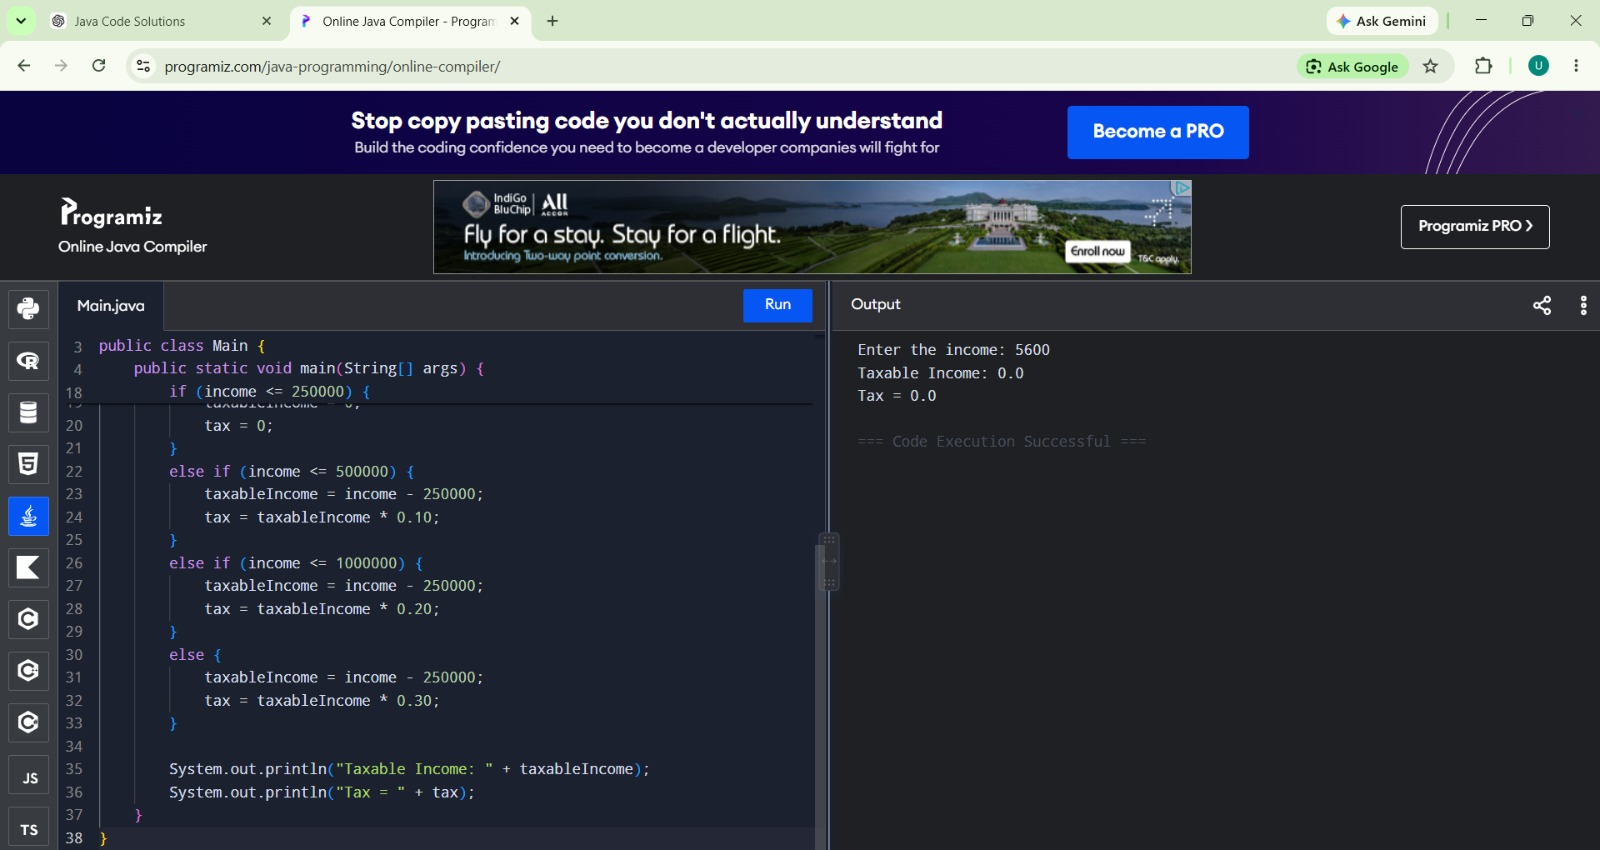 Java Code Solutions
Online Java Compiler - Program
Ask Gemini
programiz.com/java-programming/online-compiler/
Ask Google
U
Stop copy pasting code you don't actually understand
Build the coding confidence you need to become a developer companies will fight for
Become a PRO
Programiz
Online Java Compiler
IndiGo BluChip | ALL ACCOR
Fly for a stay. Stay for a flight.
Introducing Two-way point conversion.
Enroll now
T&C apply.
Programiz PRO >
Main.java
Run
Output
3 public class Main {
4 public static void main(String[] args) {
18 if (income <= 250000) {
20 tax = 0;
21 }
22 else if (income <= 500000) {
23 taxableIncome = income - 250000;
24 tax = taxableIncome * 0.10;
25 }
26 else if (income <= 1000000) {
27 taxableIncome = income - 250000;
28 tax = taxableIncome * 0.20;
29 }
30 else {
31 taxableIncome = income - 250000;
32 tax = taxableIncome * 0.30;
33 }
34
35 System.out.println("Taxable Income: " + taxableIncome);
36 System.out.println("Tax = " + tax);
37 }
38 }
Enter the income: 5600
Taxable Income: 0.0
Tax = 0.0
=== Code Execution Successful ===
R
5
C
C
C
JS
TS